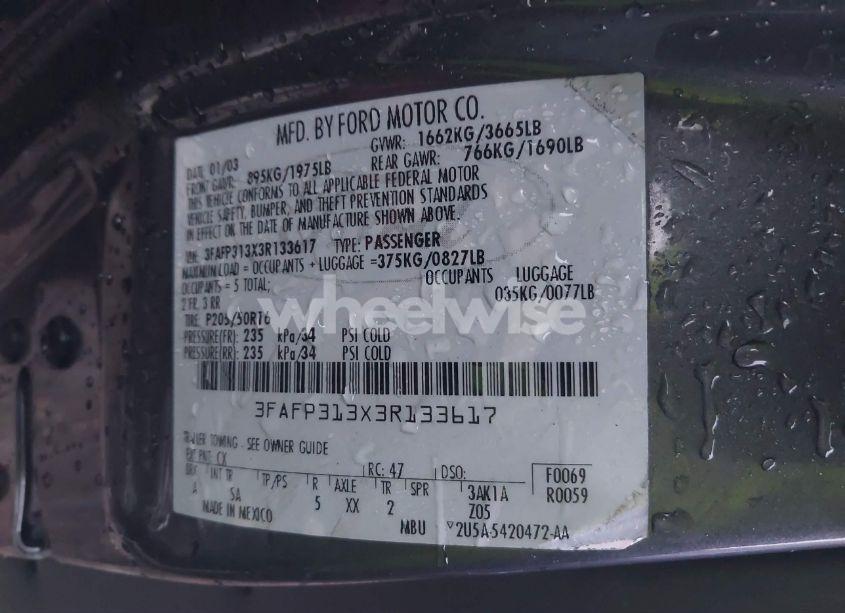 MFD. BY FORD MOTOR CO.
DATE 01/03 GVWR: 1662KG/3665LB
FRONT GAWR: 895KG/1975LB REAR GAWR: 766KG/1690LB
THIS VEHICLE CONFORMS TO ALL APPLICABLE FEDERAL MOTOR
VEHICLE SAFETY, BUMPER, AND THEFT PREVENTION STANDARDS
IN EFFECT ON THE DATE OF MANUFACTURE SHOWN ABOVE.
VIN: 3FAFP313X3R133617 TYPE: PASSENGER
MAXIMUM LOAD = OCCUPANTS + LUGGAGE =375KG/0827LB
OCCUPANTS = 5 TOTAL; OCCUPANTS LUGGAGE
2 FR, 3 RR 035KG/0077LB
wheelwise
TIRE P205/50R16
PRESSURE(FR): 235 kPa/34 PSI COLD
PRESSURE(RR): 235 kPa/34 PSI COLD
3FAFP313X3R133617
TRAILER TOWING - SEE OWNER GUIDE
EXT PNT: CX RC: 47 DSO: F0069
BRK INT TR TP/PS R AXLE TR SPR R0059
A SA 5 XX 2 3AK1A
MADE IN MEXICO Z05
MBU 2U5A-5420472-AA